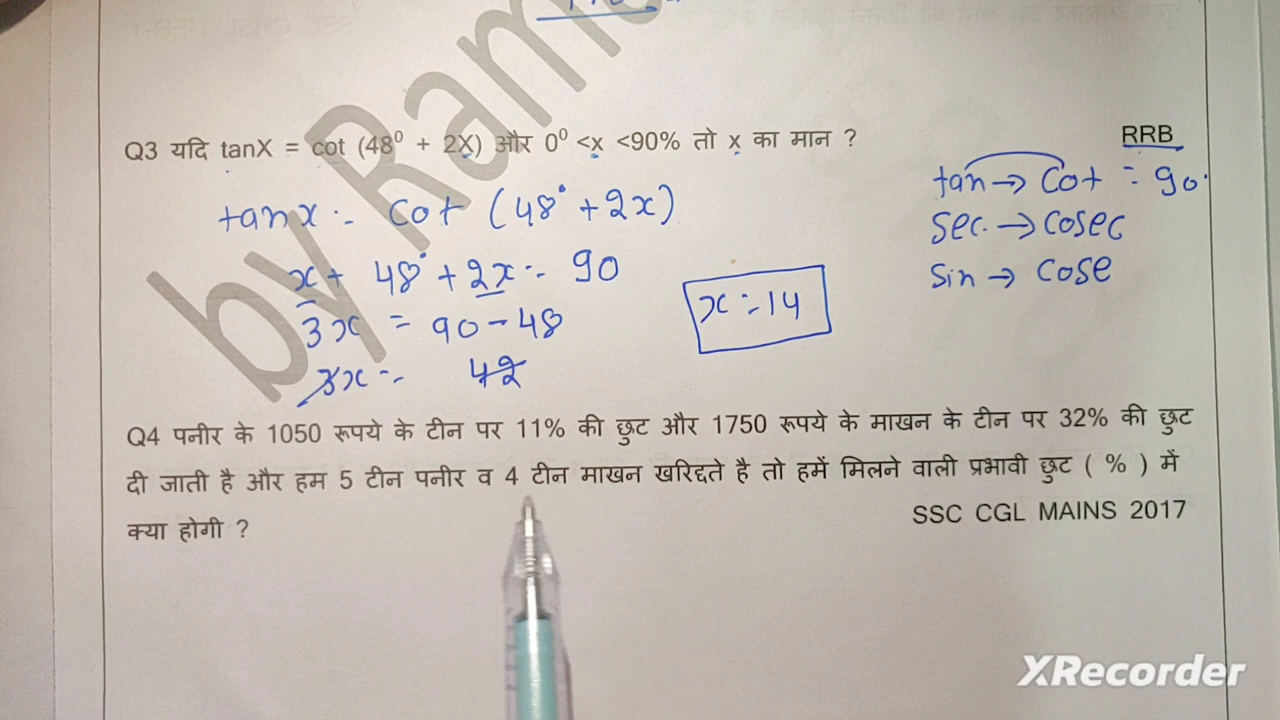 Q3 यदि tanX = cot (48⁰ + 2X) और 0⁰ <x <90% तो x का मान ?
RRB
tan x = cot (48° + 2x)
x + 48° + 2x = 90
3x = 90 - 48
3x = 42
x = 14
tan → cot = 90°
sec → cosec
sin → cose
Q4 पनीर के 1050 रूपये के टीन पर 11% की छुट और 1750 रूपये के माखन के टीन पर 32% की छुट
दी जाती है और हम 5 टीन पनीर व 4 टीन माखन खरिद्दते है तो हमें मिलने वाली प्रभावी छुट ( % ) में
क्या होगी ?
SSC CGL MAINS 2017
by Ram
XRecorder